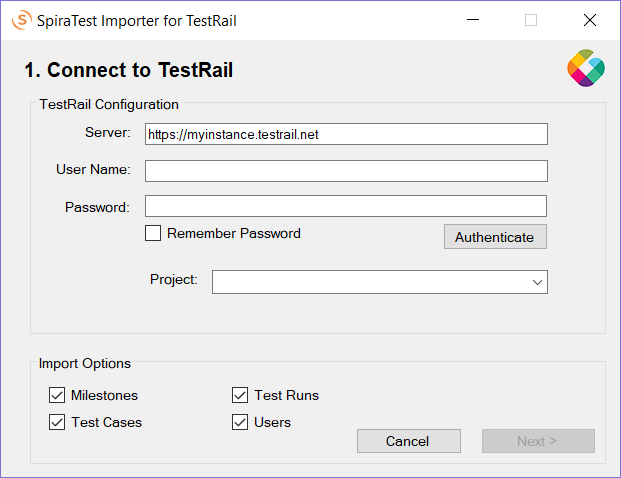 SpiraTest Importer for TestRail
1. Connect to TestRail
TestRail Configuration
Server: https://myinstance.testrail.net
User Name:
Password:
Remember Password Authenticate
Project:
Import Options
Milestones Test Runs
Test Cases Users
Cancel Next >